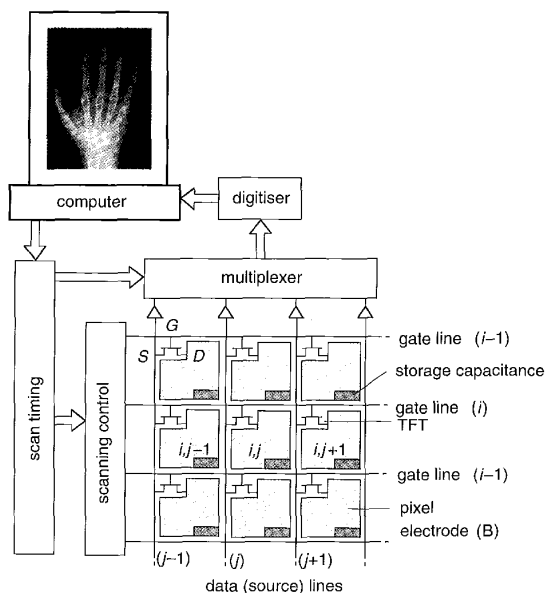 computer
digitiser
multiplexer
scan timing
scanning control
G
S
D
gate line (i–1)
storage capacitance
gate line (i)
TFT
i,j–1
i,j
i,j+1
gate line (i–1)
pixel
electrode (B)
(j–1)
(j)
(j+1)
data (source) lines